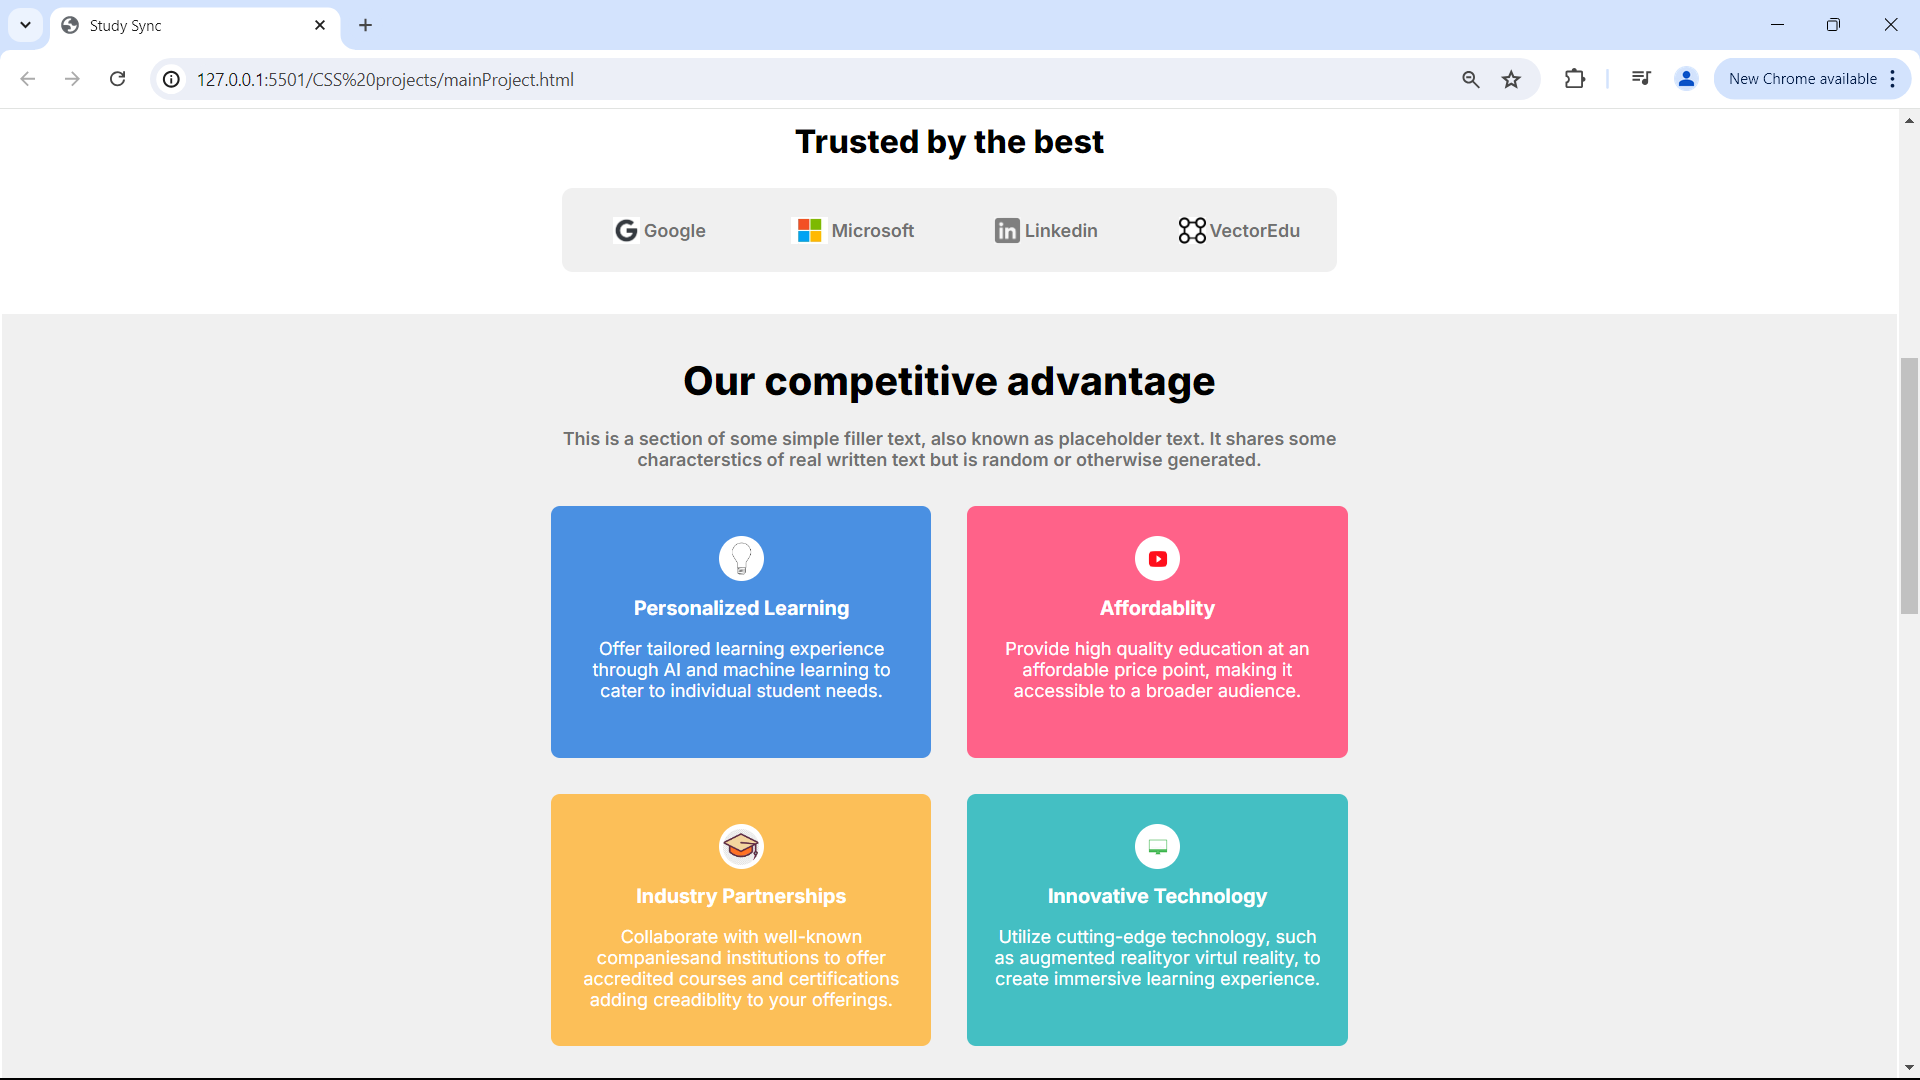 Study Sync
127.0.0.1:5501/CSS%20projects/mainProject.html
New Chrome available
Trusted by the best
Google
Microsoft
Linkedin
VectorEdu
Our competitive advantage
This is a section of some simple filler text, also known as placeholder text. It shares some
characterstics of real written text but is random or otherwise generated.
Personalized Learning
Offer tailored learning experience
through AI and machine learning to
cater to individual student needs.
Affordablity
Provide high quality education at an
affordable price point, making it
accessible to a broader audience.
Industry Partnerships
Collaborate with well-known
companiesand institutions to offer
accredited courses and certifications
adding creadiblity to your offerings.
Innovative Technology
Utilize cutting-edge technology, such
as augmented realityor virtul reality, to
create immersive learning experience.